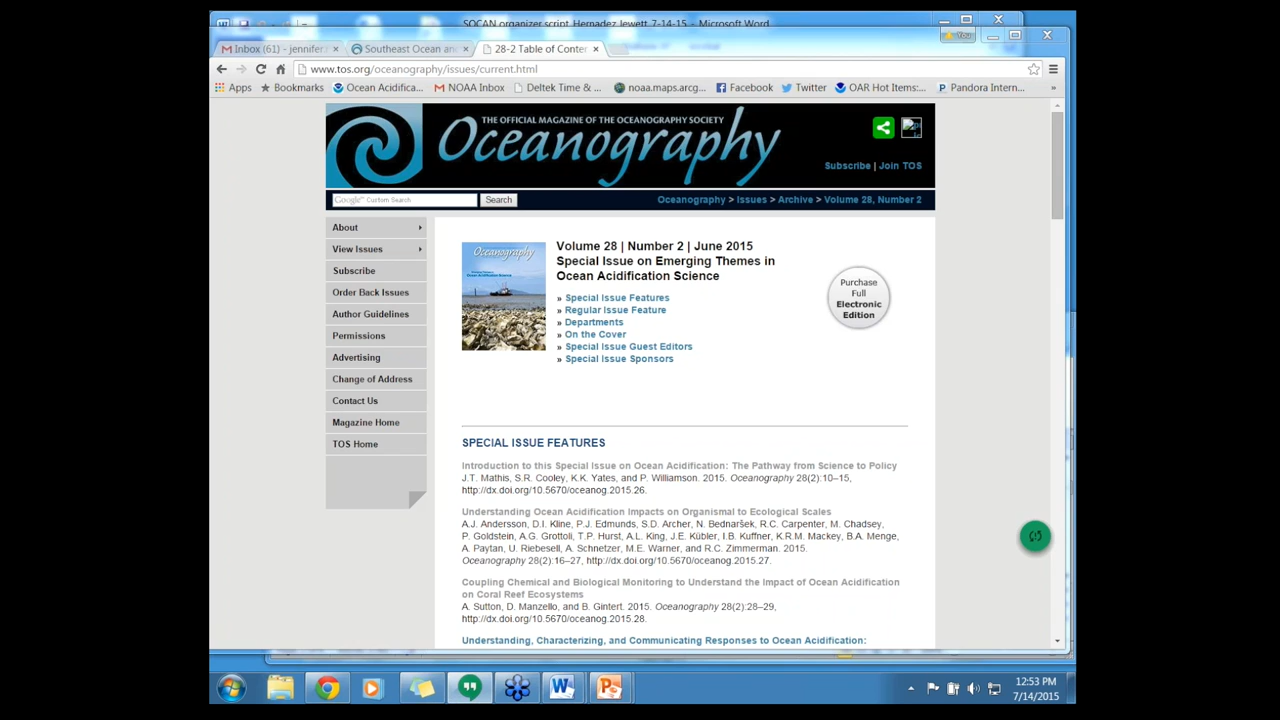 SOCAN organizer script Hernadez Jewett 7-14-15 - Microsoft Word
You
Inbox (61) - jennifer
Southeast Ocean an
28-2 Table of Conter
www.tos.org/oceanography/issues/current.html
Apps
Bookmarks
Ocean Acidifica...
NOAA Inbox
Deltek Time & ...
noaa.maps.arcg...
Facebook
Twitter
OAR Hot Items:...
Pandora Intern...
»
THE OFFICIAL MAGAZINE OF THE OCEANOGRAPHY SOCIETY
Oceanography
Subscribe | Join TOS
Google™ Custom Search
Search
Oceanography > Issues > Archive > Volume 28, Number 2
About
View Issues
Subscribe
Order Back Issues
Author Guidelines
Permissions
Advertising
Change of Address
Contact Us
Magazine Home
TOS Home
Oceanography
Ocean Acidification Science
Volume 28 | Number 2 | June 2015
Special Issue on Emerging Themes in
Ocean Acidification Science
» Special Issue Features
» Regular Issue Feature
» Departments
» On the Cover
» Special Issue Guest Editors
» Special Issue Sponsors
Purchase
Full
Electronic
Edition
SPECIAL ISSUE FEATURES
Introduction to this Special Issue on Ocean Acidification: The Pathway from Science to Policy
J.T. Mathis, S.R. Cooley, K.K. Yates, and P. Williamson. 2015. Oceanography 28(2):10–15,
http://dx.doi.org/10.5670/oceanog.2015.26.
Understanding Ocean Acidification Impacts on Organismal to Ecological Scales
A.J. Andersson, D.I. Kline, P.J. Edmunds, S.D. Archer, N. Bednaršek, R.C. Carpenter, M. Chadsey,
P. Goldstein, A.G. Grottoli, T.P. Hurst, A.L. King, J.E. Kübler, I.B. Kuffner, K.R.M. Mackey, B.A. Menge,
A. Paytan, U. Riebesell, A. Schnetzer, M.E. Warner, and R.C. Zimmerman. 2015.
Oceanography 28(2):16–27, http://dx.doi.org/10.5670/oceanog.2015.27.
Coupling Chemical and Biological Monitoring to Understand the Impact of Ocean Acidification
on Coral Reef Ecosystems
A. Sutton, D. Manzello, and B. Gintert. 2015. Oceanography 28(2):28–29,
http://dx.doi.org/10.5670/oceanog.2015.28.
Understanding, Characterizing, and Communicating Responses to Ocean Acidification:
12:53 PM
7/14/2015